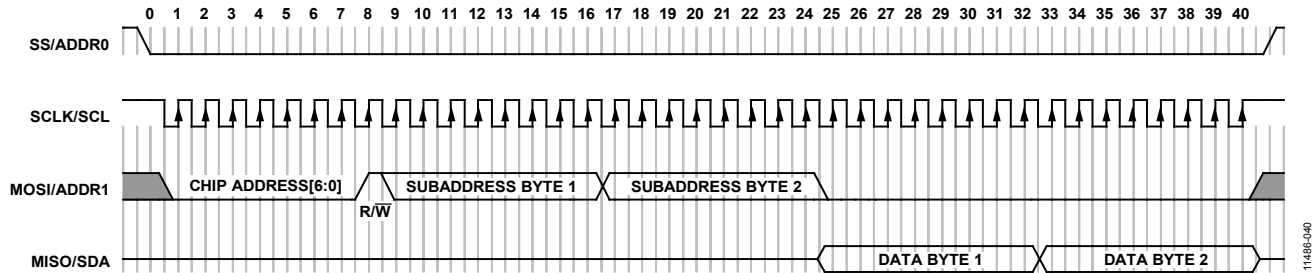 0 1 2 3 4 5 6 7 8 9 10 11 12 13 14 15 16 17 18 19 20 21 22 23 24 25 26 27 28 29 30 31 32 33 34 35 36 37 38 39 40
SS/ADDR0
SCLK/SCL
MOSI/ADDR1 CHIP ADDRESS[6:0] SUBADDRESS BYTE 1 SUBADDRESS BYTE 2
R/W̅
MISO/SDA DATA BYTE 1 DATA BYTE 2
11486-040